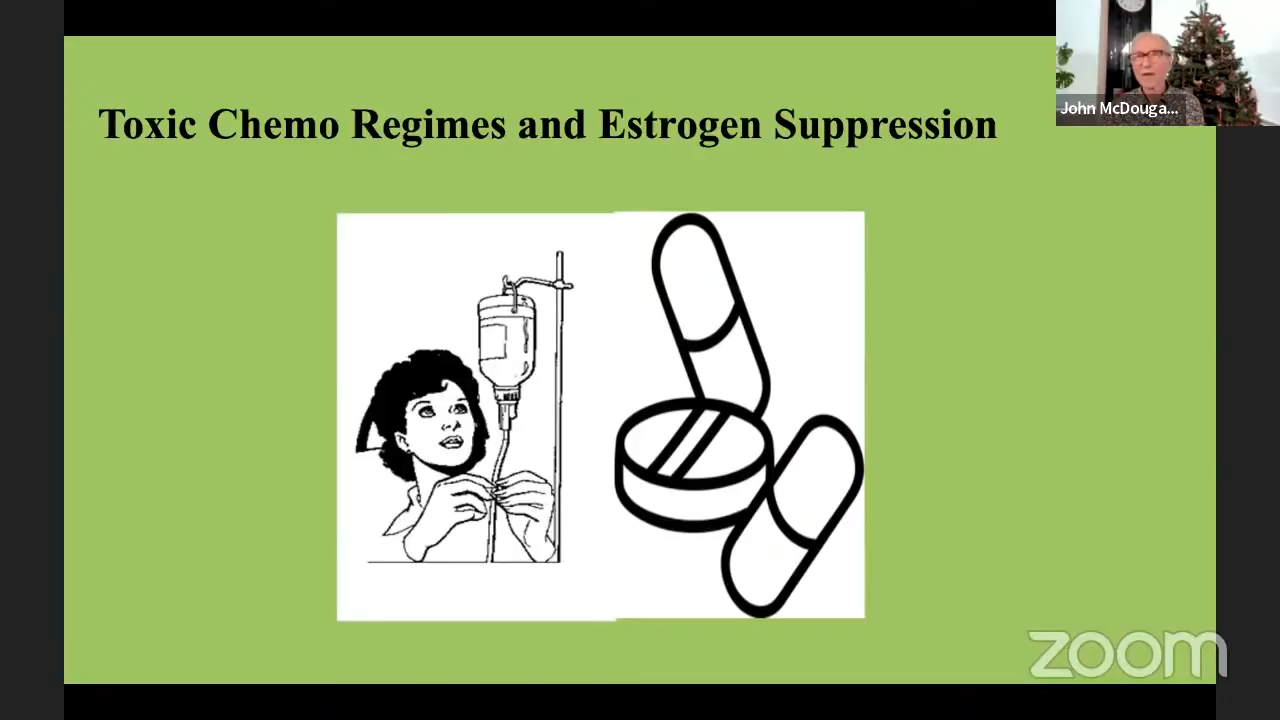 Toxic Chemo Regimes and Estrogen Suppression
John McDouga...
zoom